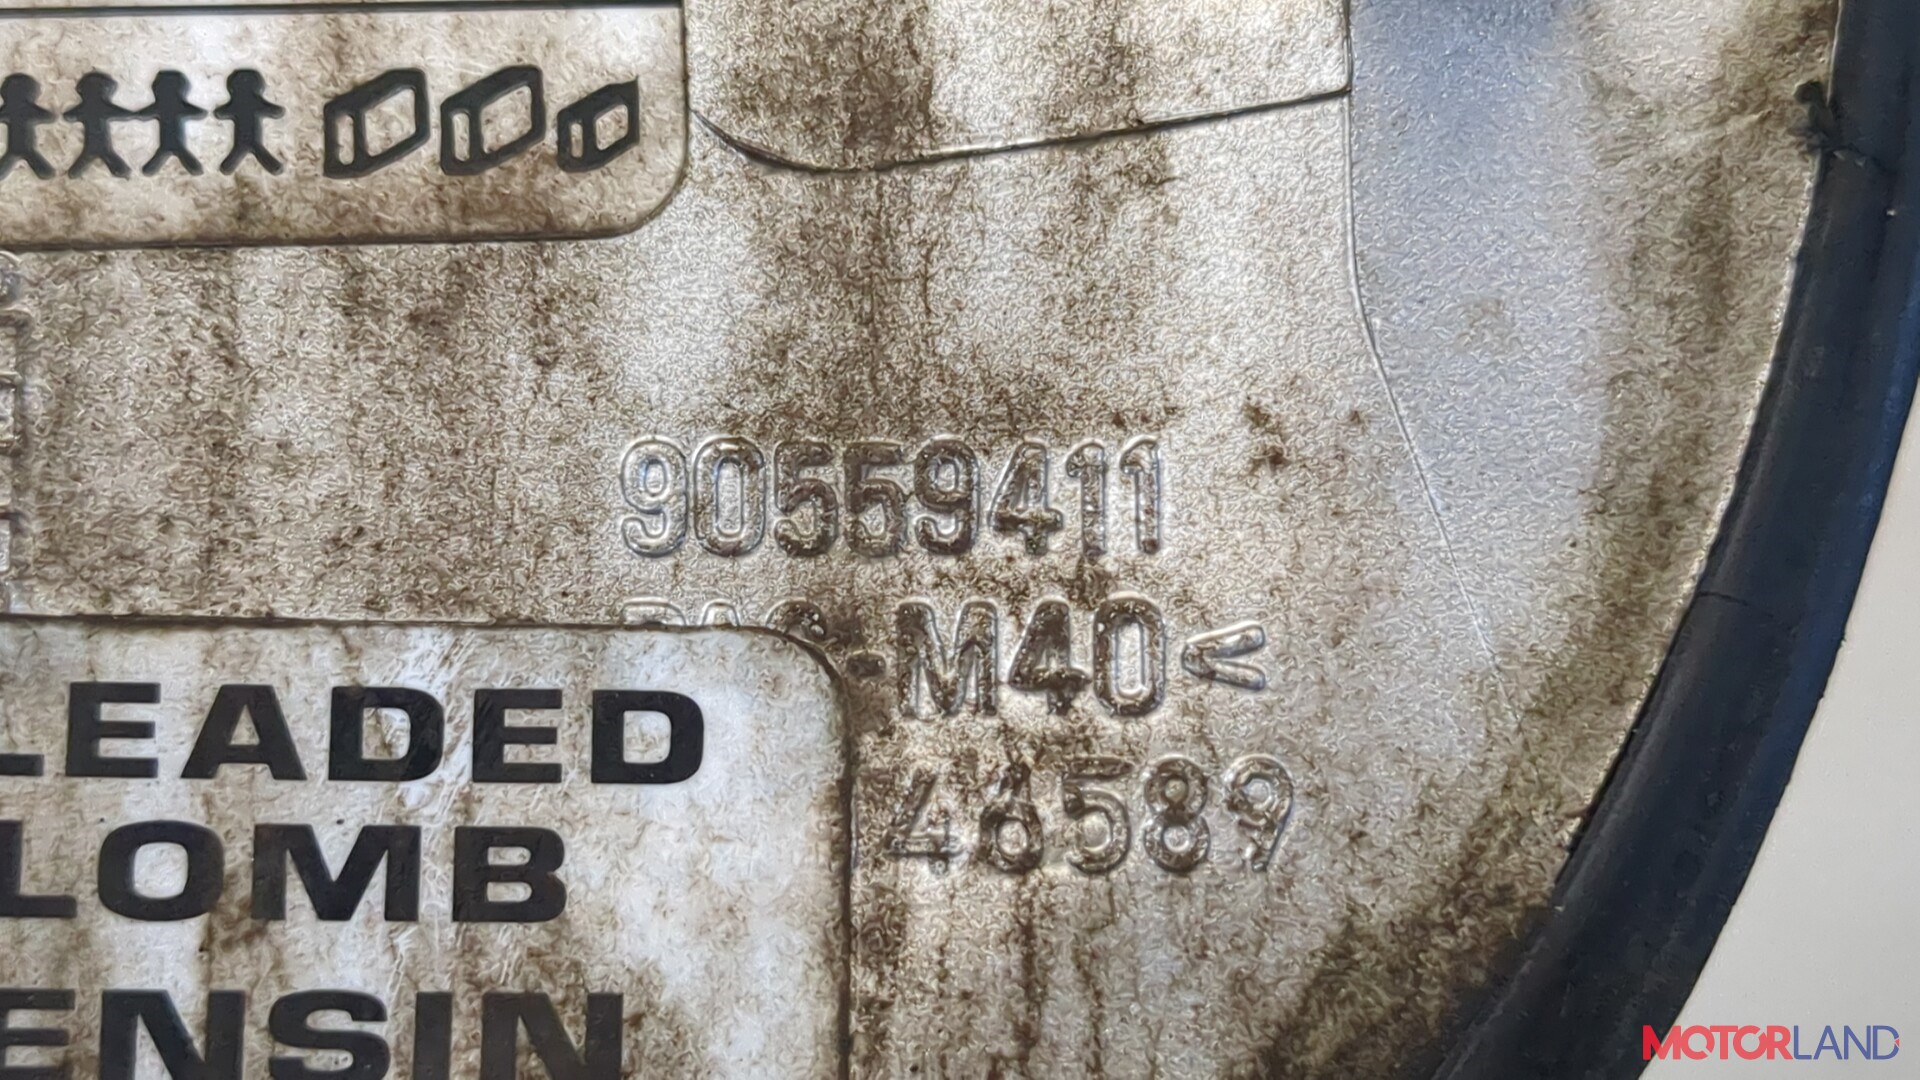 90559411
-M40<
46589
LEADED
LOMB
ENSIN
MOTORLAND